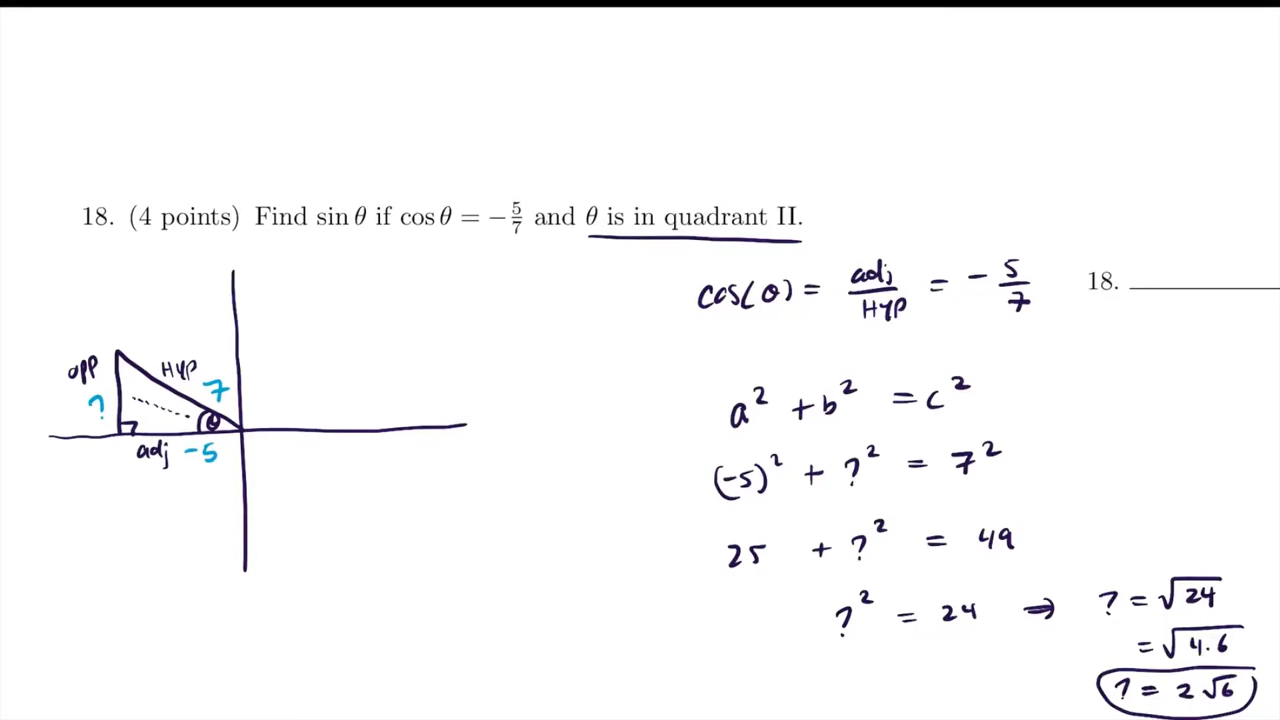 18. (4 points) Find sin θ if cos θ = −5/7 and θ is in quadrant II.
cos(θ) = adj/HYP = - 5/7
18.
opp
HYP
7
?
θ
adj -5
a² + b² = c²
(-5)² + ?² = 7²
25 + ?² = 49
?² = 24 ⇒ ? = √24
= √4·6
? = 2√6